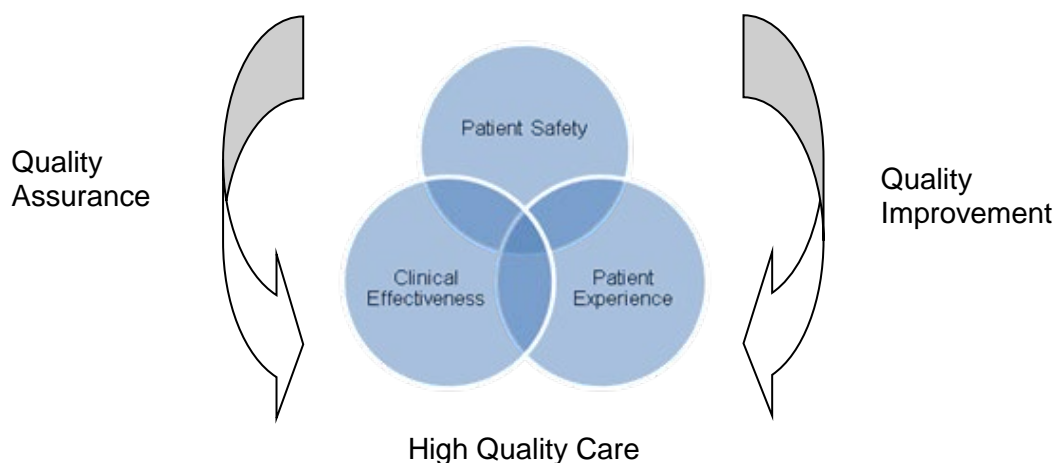 Patient Safety
Quality
Assurance
Quality
Improvement
Clinical
Effectiveness
Patient
Experience
High Quality Care